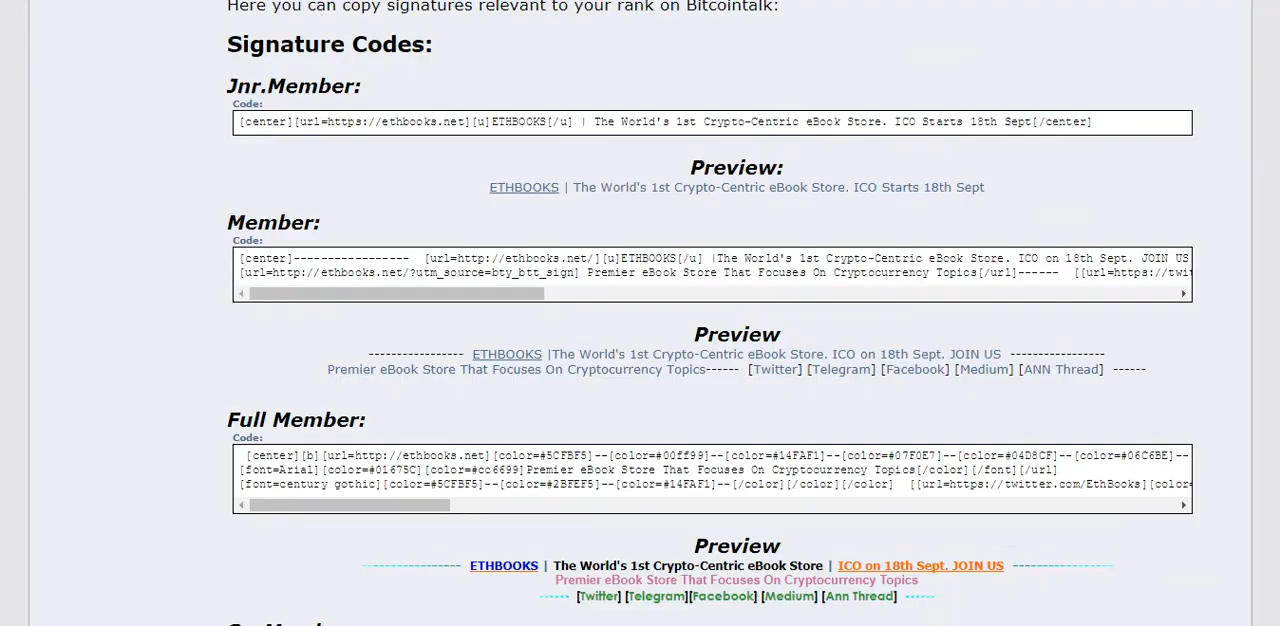 Here you can copy signatures relevant to your rank on Bitcointalk:
Signature Codes:
Jnr.Member:
Code:
[center][url=https://ethbooks.net][u]ETHBOOKS[/u] | The World's 1st Crypto-Centric eBook Store. ICO Starts 18th Sept[/center]
Preview:
ETHBOOKS | The World's 1st Crypto-Centric eBook Store. ICO Starts 18th Sept
Member:
Code:
[center]----------------- [url=http://ethbooks.net/][u]ETHBOOKS[/u] |The World's 1st Crypto-Centric eBook Store. ICO on 18th Sept. JOIN US
[url=http://ethbooks.net/?utm_source=bty_btt_sign] Premier eBook Store That Focuses On Cryptocurrency Topics[/url]------ [[url=https://twit
Preview
----------------- ETHBOOKS |The World's 1st Crypto-Centric eBook Store. ICO on 18th Sept. JOIN US -----------------
Premier eBook Store That Focuses On Cryptocurrency Topics------ [Twitter] [Telegram] [Facebook] [Medium] [ANN Thread] ------
Full Member:
Code:
[center][b][url=http://ethbooks.net][color=#5CFBF5]--[color=#00ff99]--[color=#14FAF1]--[color=#07F0E7]--[color=#04D8CF]--[color=#06C6BE]--
[font=Arial][color=#01675C][color=#cc6699]Premier eBook Store That Focuses On Cryptocurrency Topics[/color][/font][/url]
[font=century gothic][color=#5CFBF5]--[color=#2BFEF5]--[color=#14FAF1]--[/color][/color][/color] [[url=https://twitter.com/EthBooks][color=
Preview
------------------ ETHBOOKS | The World's 1st Crypto-Centric eBook Store | ICO on 18th Sept. JOIN US ------------------
Premier eBook Store That Focuses On Cryptocurrency Topics
------ [Twitter] [Telegram][Facebook] [Medium] [Ann Thread] ------